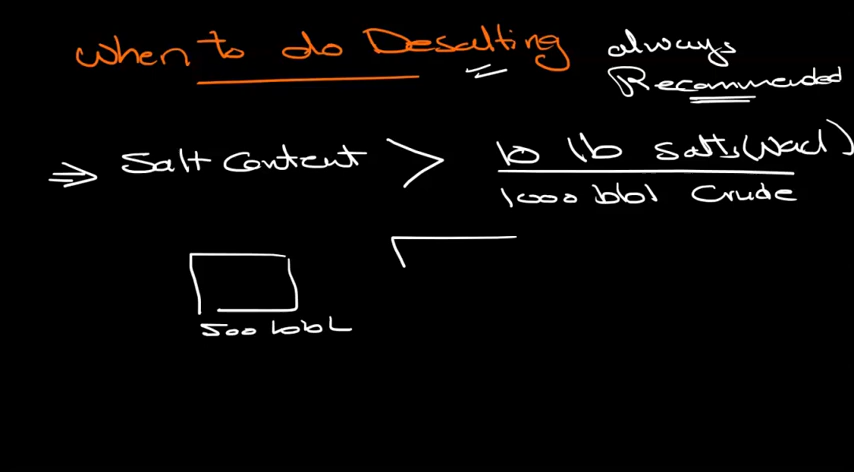 when to do Desalting always
Recommended
⇒ Salt Content > 10 lb salts(Nacl)
1000 bbl Crude
500 bbL